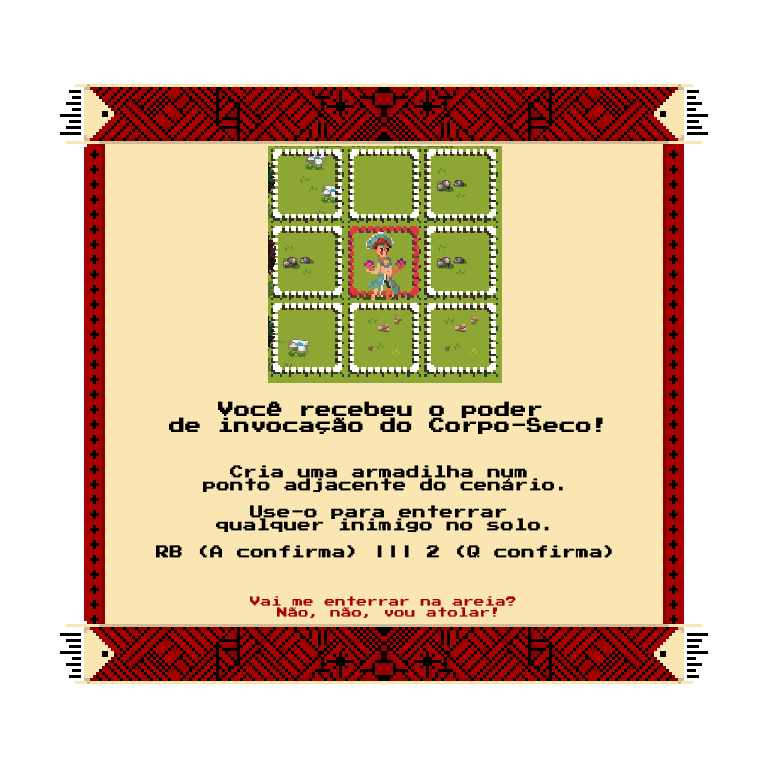 Você recebeu o poder
de invocação do Corpo-Seco!
Cria uma armadilha num
ponto adjacente do cenário.
Use-o para enterrar
qualquer inimigo no solo.
RB (A confirma) ||| 2 (Q confirma)
Vai me enterrar na areia?
Não, não, vou atolar!